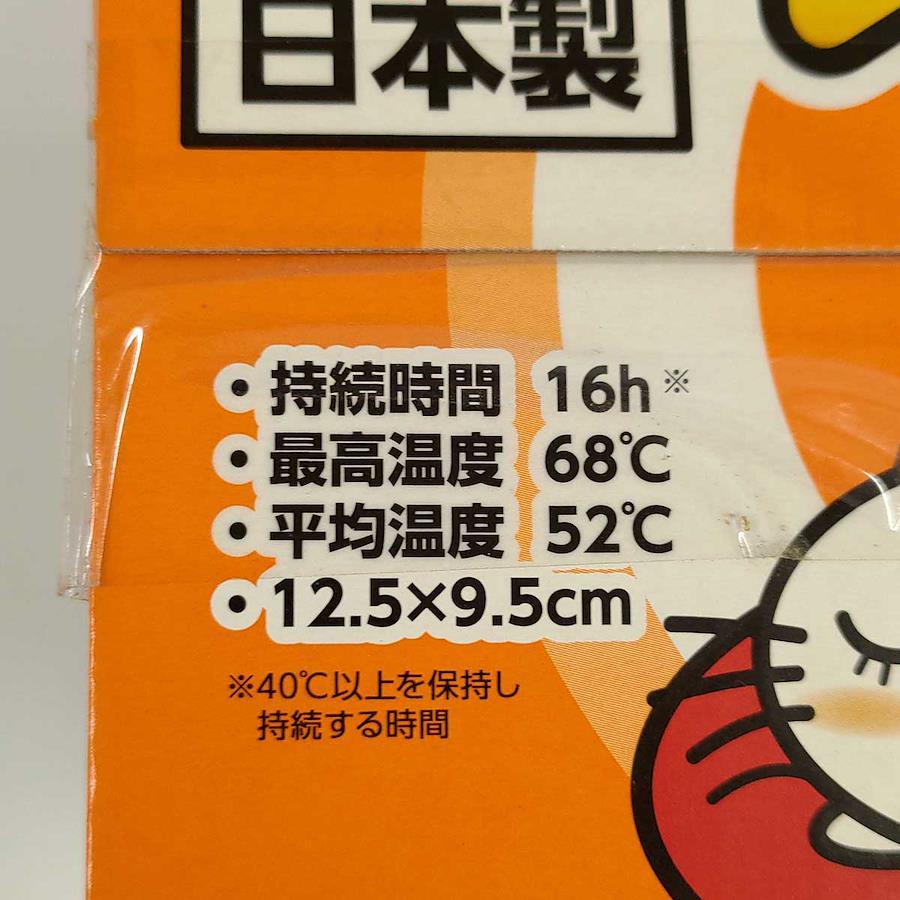 日本製
・持続時間 16h※
・最高温度 68℃
・平均温度 52℃
・12.5×9.5cm
※40℃以上を保持し
持続する時間